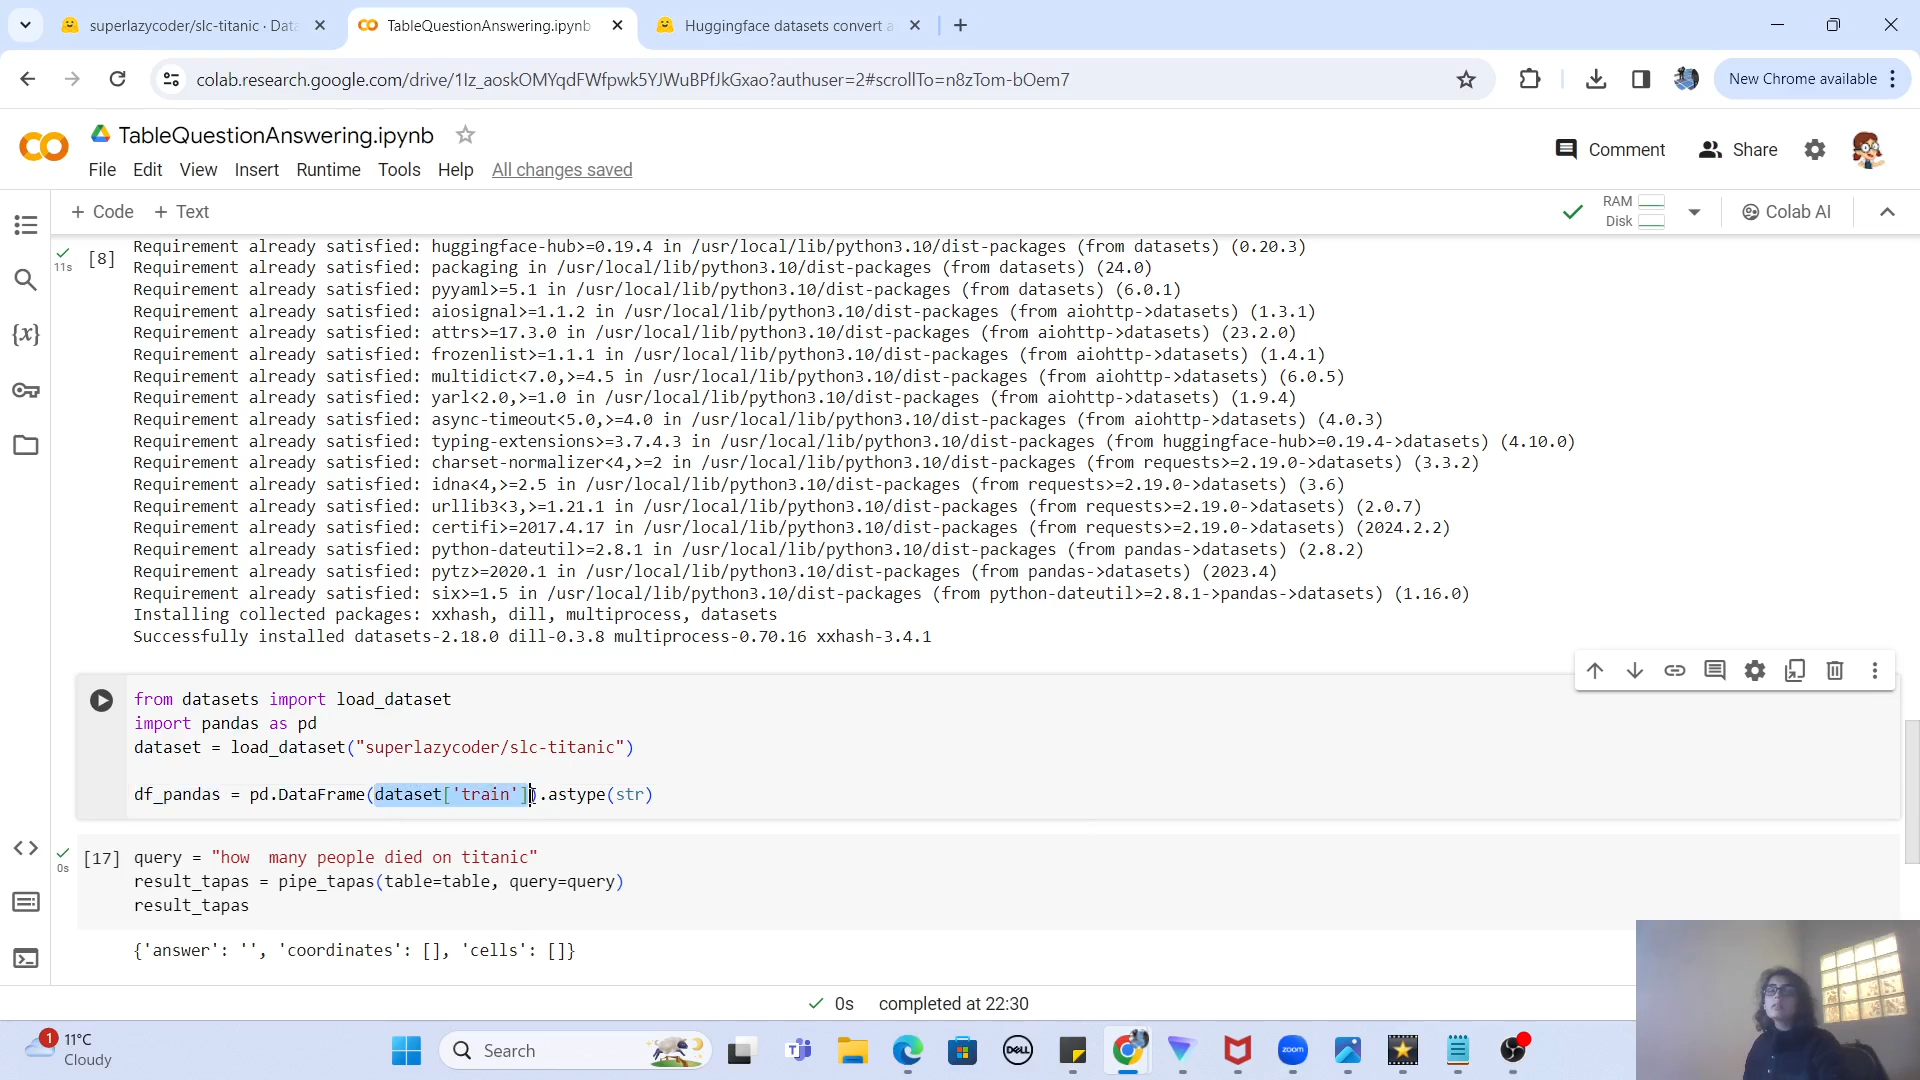 superlazycoder/slc-titanic · Data
TableQuestionAnswering.ipynb
Huggingface datasets convert a
colab.research.google.com/drive/1Iz_aoskOMYqdFWfpwk5YJWuBPfJkGxao?authuser=2#scrollTo=n8zTom-bOem7
New Chrome available
TableQuestionAnswering.ipynb
Comment
Share
File Edit View Insert Runtime Tools Help All changes saved
+ Code + Text
RAM
Disk
Colab AI
[8]
11s
Requirement already satisfied: huggingface-hub>=0.19.4 in /usr/local/lib/python3.10/dist-packages (from datasets) (0.20.3)
Requirement already satisfied: packaging in /usr/local/lib/python3.10/dist-packages (from datasets) (24.0)
Requirement already satisfied: pyyaml>=5.1 in /usr/local/lib/python3.10/dist-packages (from datasets) (6.0.1)
Requirement already satisfied: aiosignal>=1.1.2 in /usr/local/lib/python3.10/dist-packages (from aiohttp->datasets) (1.3.1)
Requirement already satisfied: attrs>=17.3.0 in /usr/local/lib/python3.10/dist-packages (from aiohttp->datasets) (23.2.0)
Requirement already satisfied: frozenlist>=1.1.1 in /usr/local/lib/python3.10/dist-packages (from aiohttp->datasets) (1.4.1)
Requirement already satisfied: multidict<7.0,>=4.5 in /usr/local/lib/python3.10/dist-packages (from aiohttp->datasets) (6.0.5)
Requirement already satisfied: yarl<2.0,>=1.0 in /usr/local/lib/python3.10/dist-packages (from aiohttp->datasets) (1.9.4)
Requirement already satisfied: async-timeout<5.0,>=4.0 in /usr/local/lib/python3.10/dist-packages (from aiohttp->datasets) (4.0.3)
Requirement already satisfied: typing-extensions>=3.7.4.3 in /usr/local/lib/python3.10/dist-packages (from huggingface-hub>=0.19.4->datasets) (4.10.0)
Requirement already satisfied: charset-normalizer<4,>=2 in /usr/local/lib/python3.10/dist-packages (from requests>=2.19.0->datasets) (3.3.2)
Requirement already satisfied: idna<4,>=2.5 in /usr/local/lib/python3.10/dist-packages (from requests>=2.19.0->datasets) (3.6)
Requirement already satisfied: urllib3<3,>=1.21.1 in /usr/local/lib/python3.10/dist-packages (from requests>=2.19.0->datasets) (2.0.7)
Requirement already satisfied: certifi>=2017.4.17 in /usr/local/lib/python3.10/dist-packages (from requests>=2.19.0->datasets) (2024.2.2)
Requirement already satisfied: python-dateutil>=2.8.1 in /usr/local/lib/python3.10/dist-packages (from pandas->datasets) (2.8.2)
Requirement already satisfied: pytz>=2020.1 in /usr/local/lib/python3.10/dist-packages (from pandas->datasets) (2023.4)
Requirement already satisfied: six>=1.5 in /usr/local/lib/python3.10/dist-packages (from python-dateutil>=2.8.1->pandas->datasets) (1.16.0)
Installing collected packages: xxhash, dill, multiprocess, datasets
Successfully installed datasets-2.18.0 dill-0.3.8 multiprocess-0.70.16 xxhash-3.4.1
from datasets import load_dataset
import pandas as pd
dataset = load_dataset("superlazycoder/slc-titanic")
df_pandas = pd.DataFrame(dataset['train']).astype(str)
[17]
0s
query = "how  many people died on titanic"
result_tapas = pipe_tapas(table=table, query=query)
result_tapas
{'answer': '', 'coordinates': [], 'cells': []}
0s completed at 22:30
1
11°C
Cloudy
Search
DELL
zoom